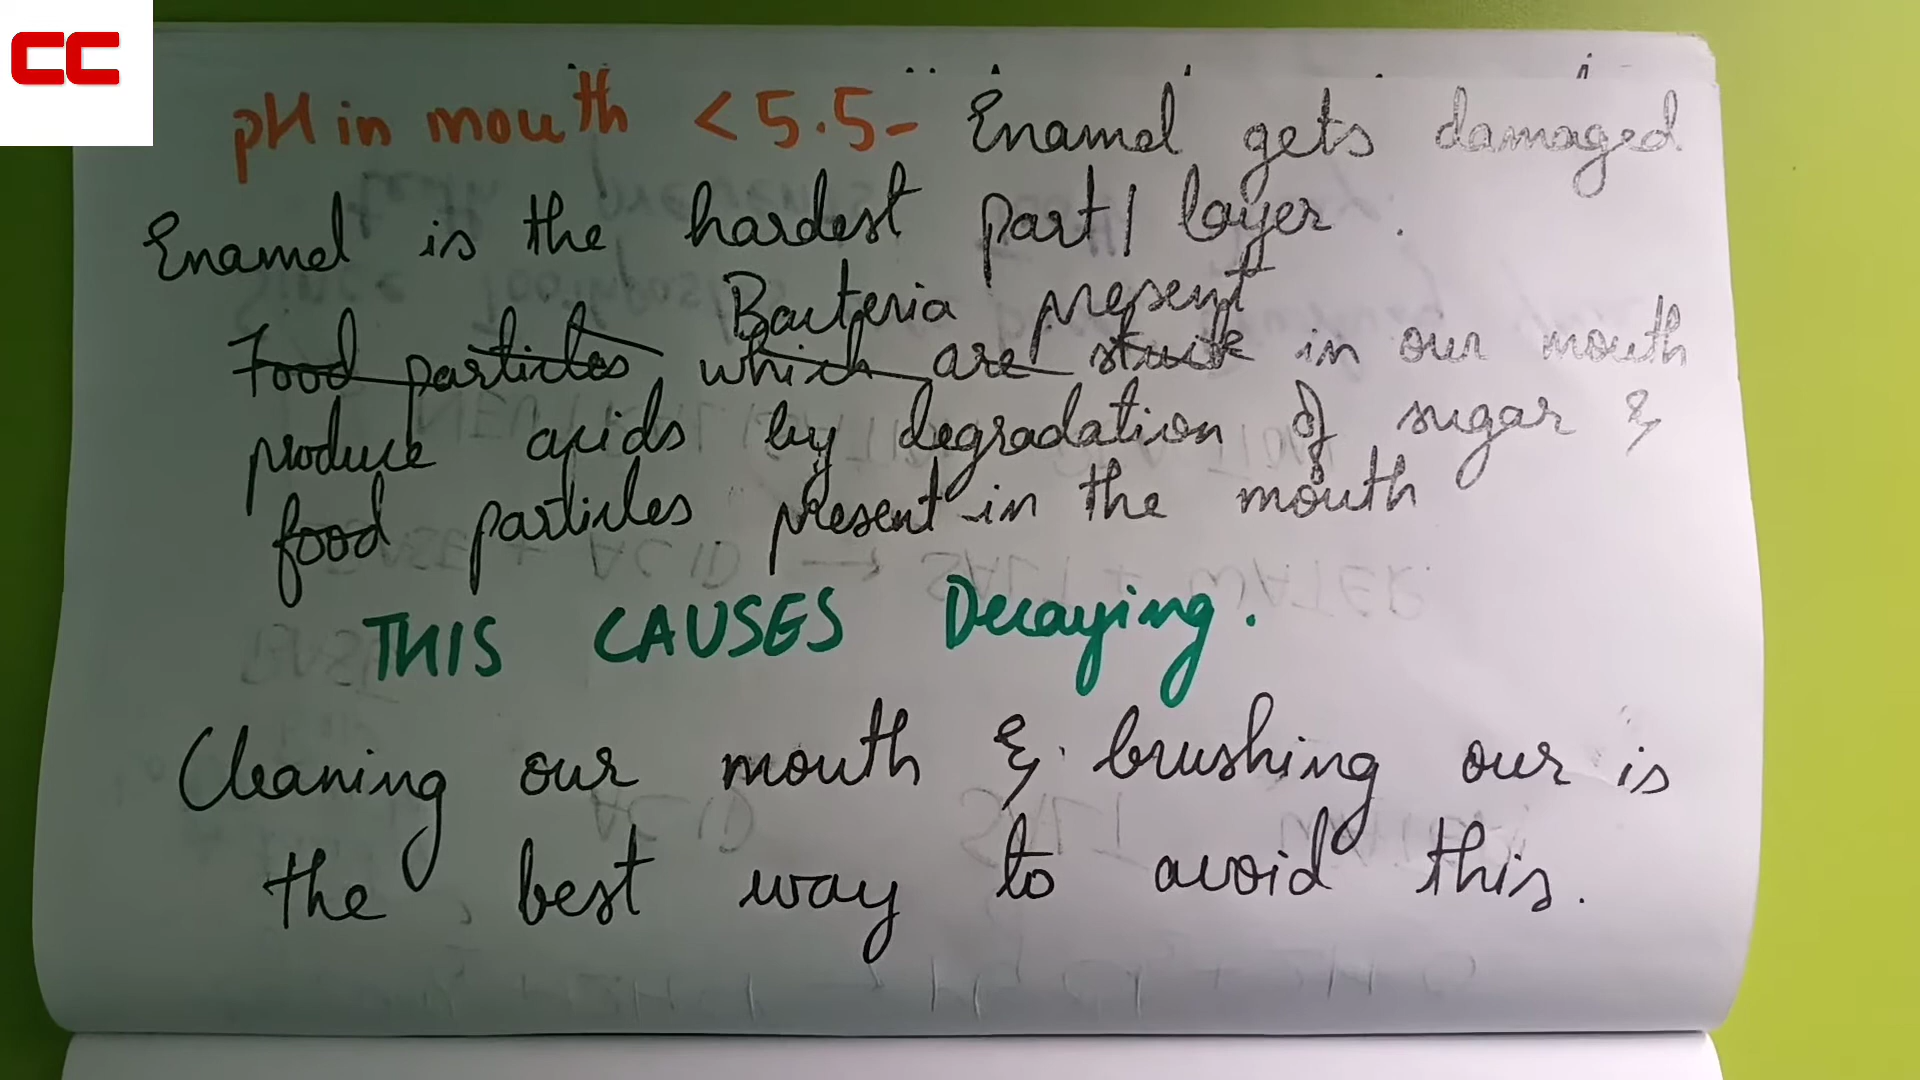 CC
pH in mouth < 5.5 - Enamel gets damaged
Enamel is the hardest part/ layer.
Bacteria present
Food particles which are stuck in our mouth
produce acids by degradation of sugar &
food particles present in the mouth
THIS CAUSES Decaying.
Cleaning our mouth & brushing our is
the best way to avoid this.